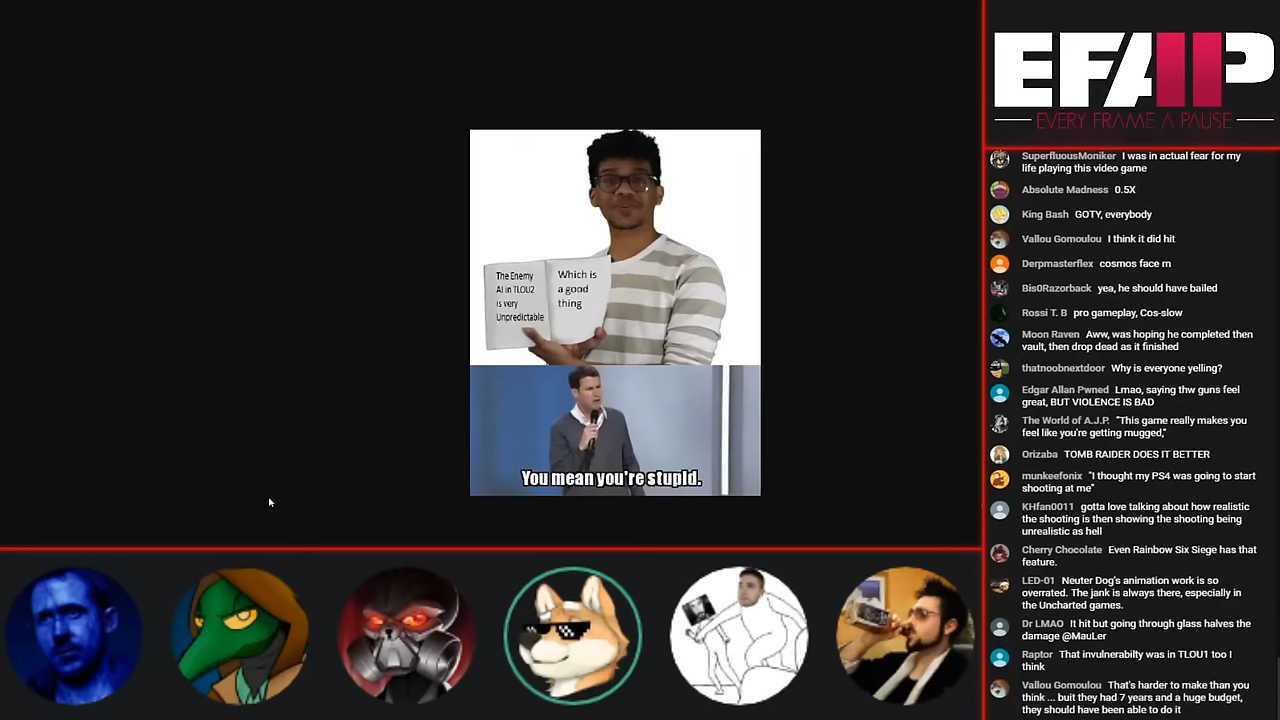 The Enemy
AI in TLOU2
is very
Unpredictable
Which is
a good
thing
You mean you're stupid.
EFAP
EVERY FRAME A PAUSE
SuperfluousMoniker I was in actual fear for my
life playing this video game
Absolute Madness 0.5X
King Bash GOTY, everybody
Vallou Gomoulou I think it did hit
Derpmasterflex cosmos face rn
Bis0Razorback yea, he should have bailed
Rossi T. B pro gameplay, Cos-slow
Moon Raven Aww, was hoping he completed then
vault, then drop dead as it finished
thatnoobnextdoor Why is everyone yelling?
Edgar Allan Pwned Lmao, saying thw guns feel
great, BUT VIOLENCE IS BAD
The World of A.J.P. "This game really makes you
feel like you're getting mugged,"
Orizaba TOMB RAIDER DOES IT BETTER
munkeefonix "I thought my PS4 was going to start
shooting at me"
KHfan0011 gotta love talking about how realistic
the shooting is then showing the shooting being
unrealistic as hell
Cherry Chocolate Even Rainbow Six Siege has that
feature.
LED-01 Neuter Dog's animation work is so
overrated. The jank is always there, especially in
the Uncharted games.
Dr LMAO It hit but going through glass halves the
damage @MauLer
Raptor That invulnerabilty was in TLOU1 too I
think
Vallou Gomoulou That's harder to make than you
think ... buit they had 7 years and a huge budget,
they should have been able to do it